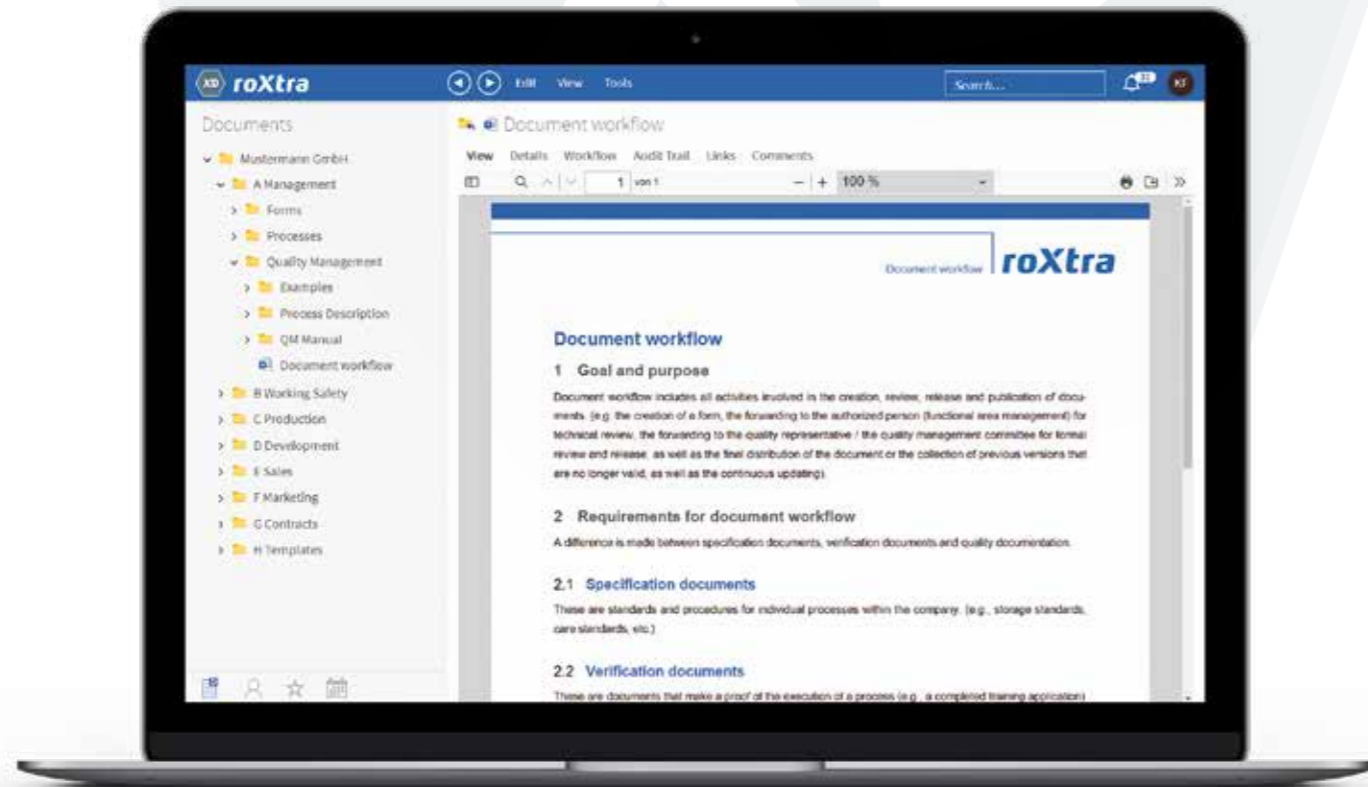 roXtra
Edit View Tools
Search...
KF
Documents
Mustermann GmbH
A Management
Forms
Processes
Quality Management
Examples
Process Description
QM Manual
Document workflow
B Working Safety
C Production
D Development
E Sales
F Marketing
G Contracts
H Templates
Document workflow
View Details Workflow Audit Trail Links Comments
1 von 1 100 %
Document workflow roXtra
Document workflow
1 Goal and purpose
Document workflow includes all activities involved in the creation, review, release and publication of docu-
ments. (e.g. the creation of a form, the forwarding to the authorized person (functional area management) for
technical review, the forwarding to the quality representative / the quality management committee for formal
review and release, as well as the final distribution of the document or the collection of previous versions that
are no longer valid, as well as the continuous updating).
2 Requirements for document workflow
A difference is made between specification documents, verification documents and quality documentation.
2.1 Specification documents
These are standards and procedures for individual processes within the company. (e.g., storage standards,
care standards, etc.)
2.2 Verification documents
These are documents that make a proof of the execution of a process (e.g., a completed training application)